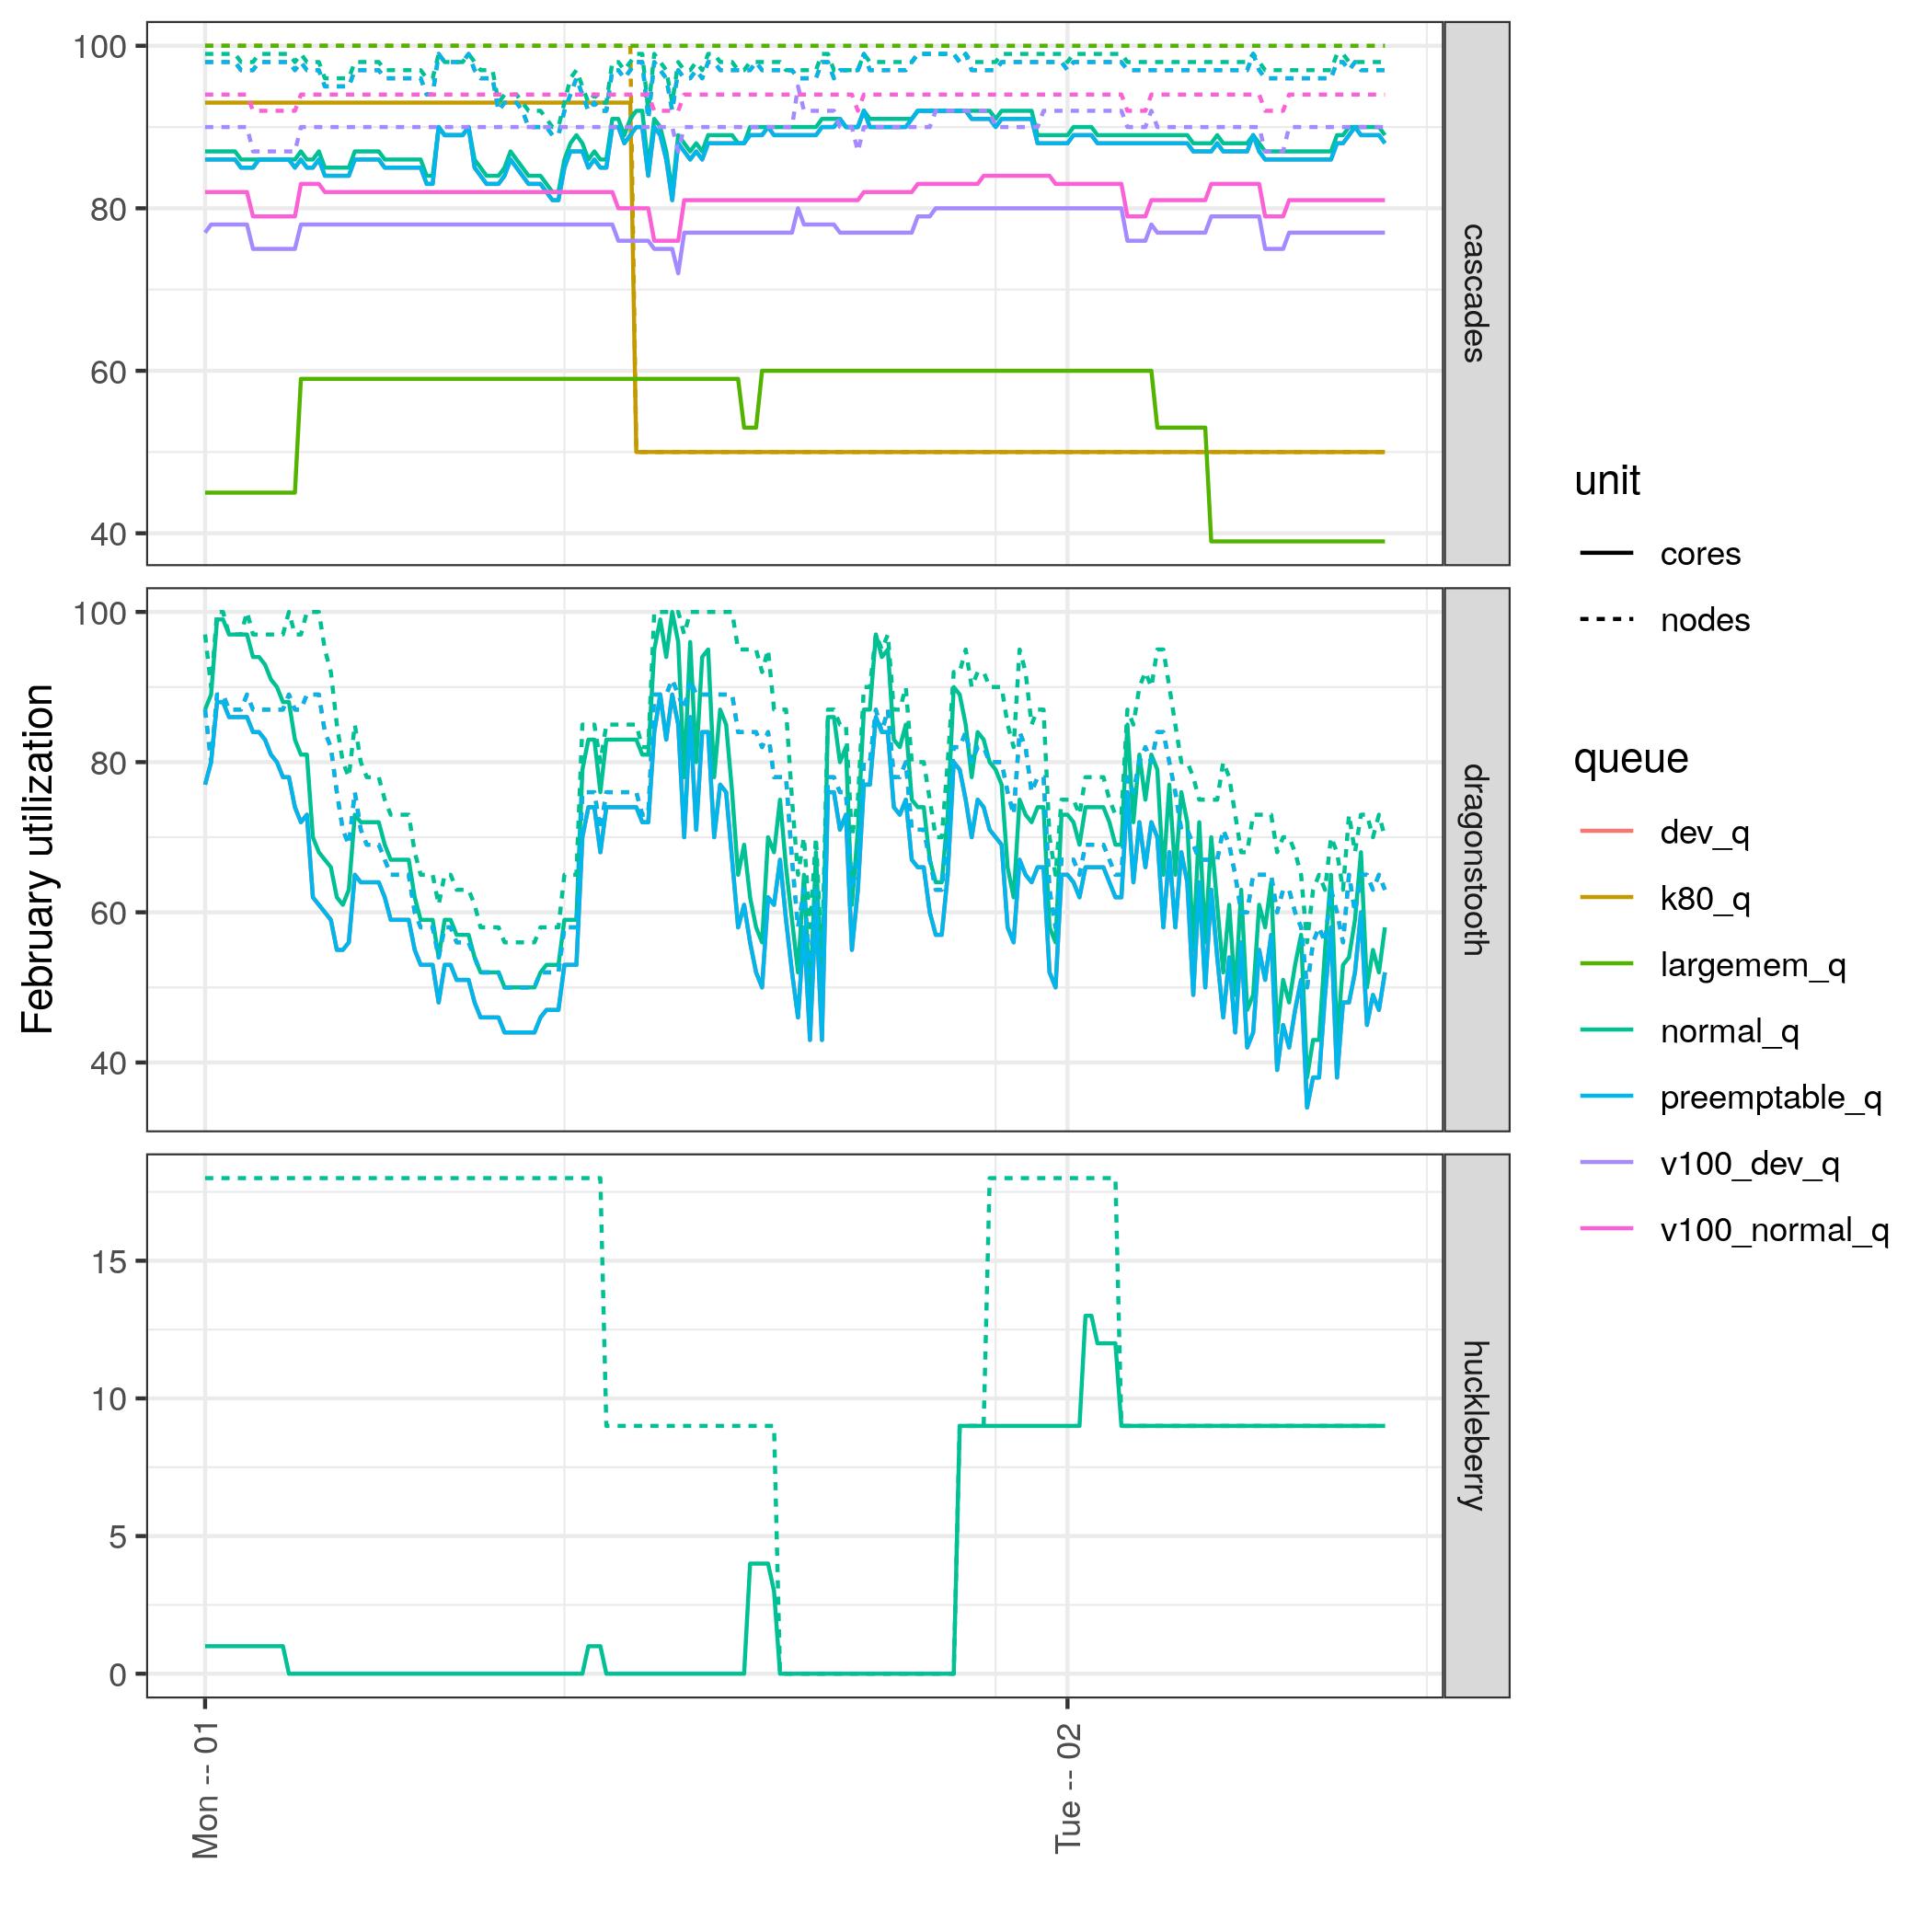 February utilization
100
80
60
40
cascades
100
80
60
40
dragonstooth
15
10
5
0
huckleberry
Mon -- 01
Tue -- 02
unit
cores
nodes
queue
dev_q
k80_q
largemem_q
normal_q
preemptable_q
v100_dev_q
v100_normal_q